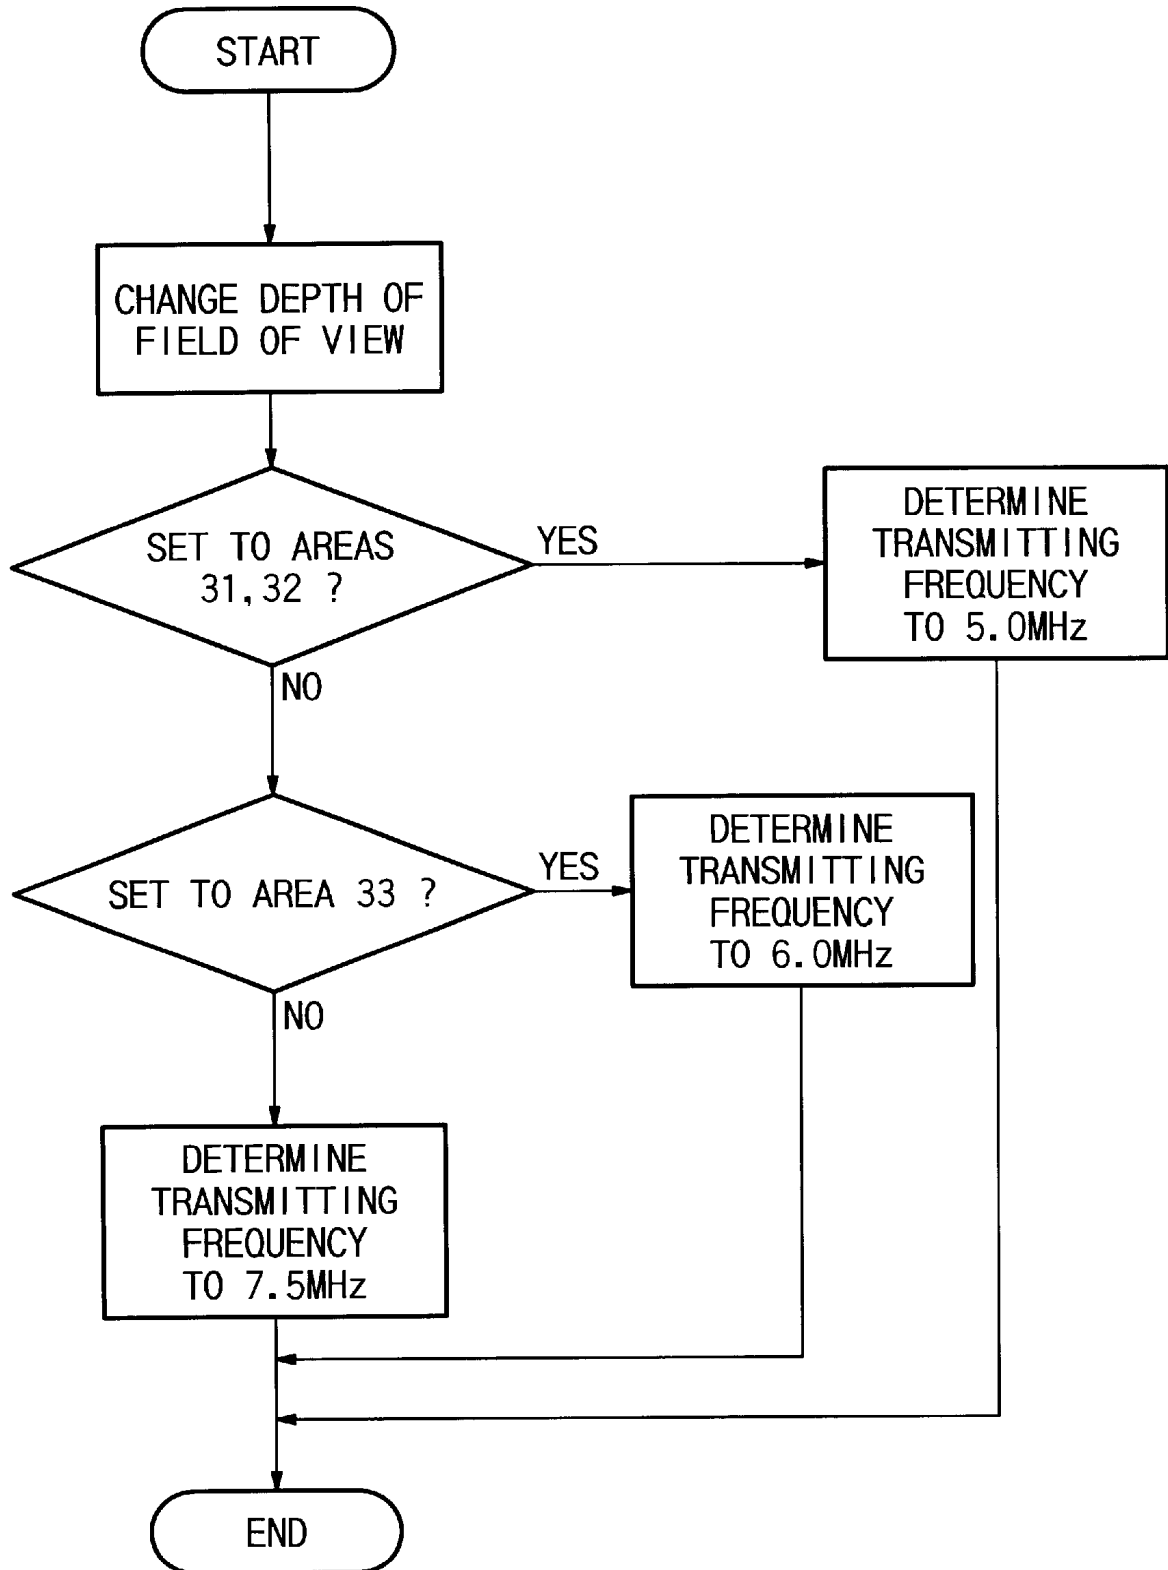 START
CHANGE DEPTH OF
FIELD OF VIEW
SET TO AREAS
31,32 ?
YES
DETERMINE
TRANSMITTING
FREQUENCY
TO 5.0MHz
NO
SET TO AREA 33 ?
YES
DETERMINE
TRANSMITTING
FREQUENCY
TO 6.0MHz
NO
DETERMINE
TRANSMITTING
FREQUENCY
TO 7.5MHz
END